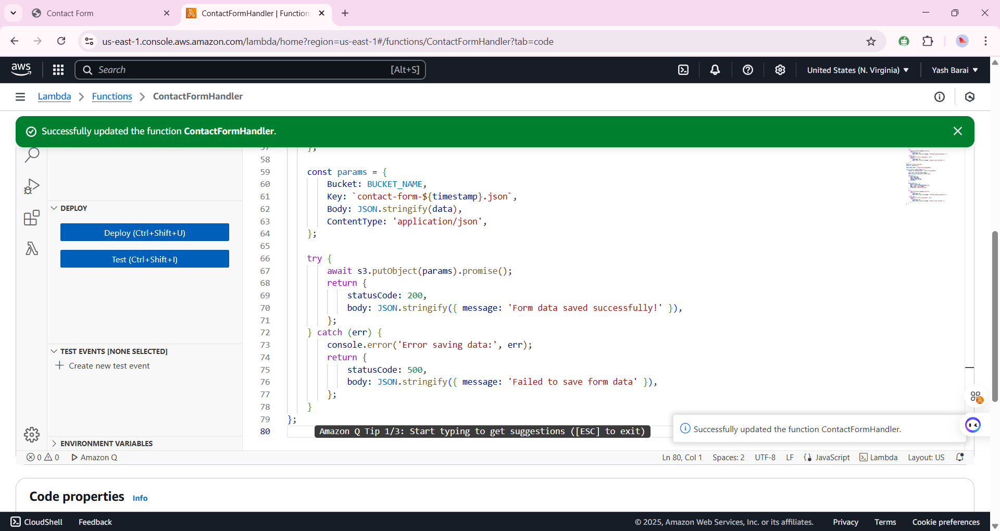 Contact Form
ContactFormHandler | Function
us-east-1.console.aws.amazon.com/lambda/home?region=us-east-1#/functions/ContactFormHandler?tab=code
aws
Search
[Alt+S]
United States (N. Virginia)
Yash Barai
Lambda
Functions
ContactFormHandler
Successfully updated the function ContactFormHandler.
DEPLOY
Deploy (Ctrl+Shift+U)
Test (Ctrl+Shift+I)
TEST EVENTS [NONE SELECTED]
Create new test event
ENVIRONMENT VARIABLES
57 };
58
59 const params = {
60 Bucket: BUCKET_NAME,
61 Key: `contact-form-${timestamp}.json`,
62 Body: JSON.stringify(data),
63 ContentType: 'application/json',
64 };
65
66 try {
67 await s3.putObject(params).promise();
68 return {
69 statusCode: 200,
70 body: JSON.stringify({ message: 'Form data saved successfully!' }),
71 };
72 } catch (err) {
73 console.error('Error saving data:', err);
74 return {
75 statusCode: 500,
76 body: JSON.stringify({ message: 'Failed to save form data' }),
77 };
78 }
79 };
80 Amazon Q Tip 1/3: Start typing to get suggestions ([ESC] to exit)
Successfully updated the function ContactFormHandler.
0 0 Amazon Q
Ln 80, Col 1 Spaces: 2 UTF-8 LF JavaScript Lambda Layout: US
Code properties Info
CloudShell Feedback
© 2025, Amazon Web Services, Inc. or its affiliates. Privacy Terms Cookie preferences